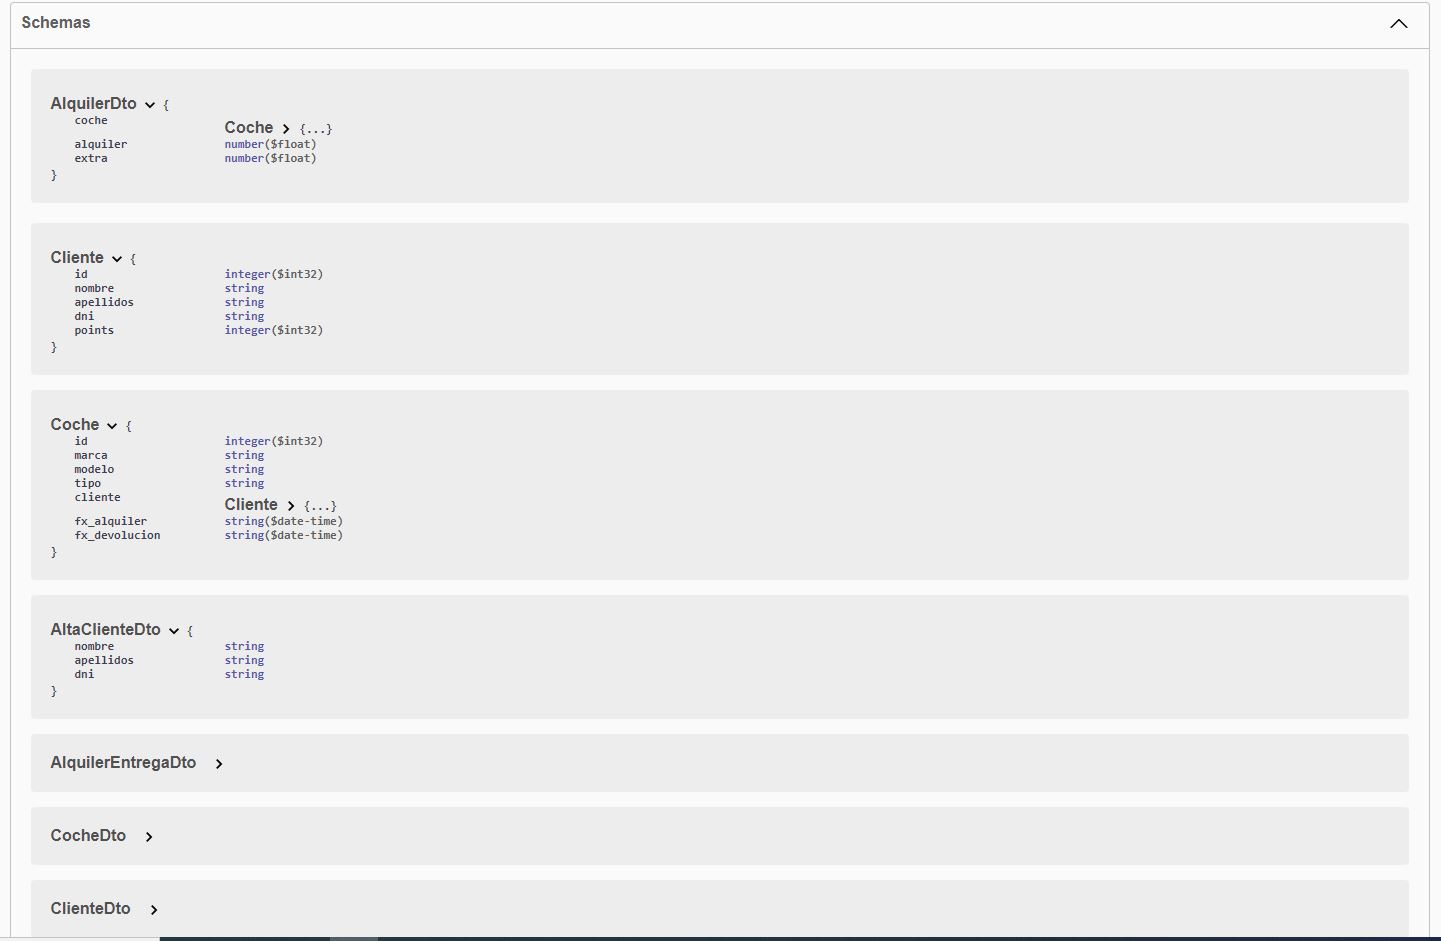 Schemas
AlquilerDto {
coche Coche {...}
alquiler number($float)
extra number($float)
}
Cliente {
id integer($int32)
nombre string
apellidos string
dni string
points integer($int32)
}
Coche {
id integer($int32)
marca string
modelo string
tipo string
cliente Cliente {...}
fx_alquiler string($date-time)
fx_devolucion string($date-time)
}
AltaClienteDto {
nombre string
apellidos string
dni string
}
AlquilerEntregaDto
CocheDto
ClienteDto